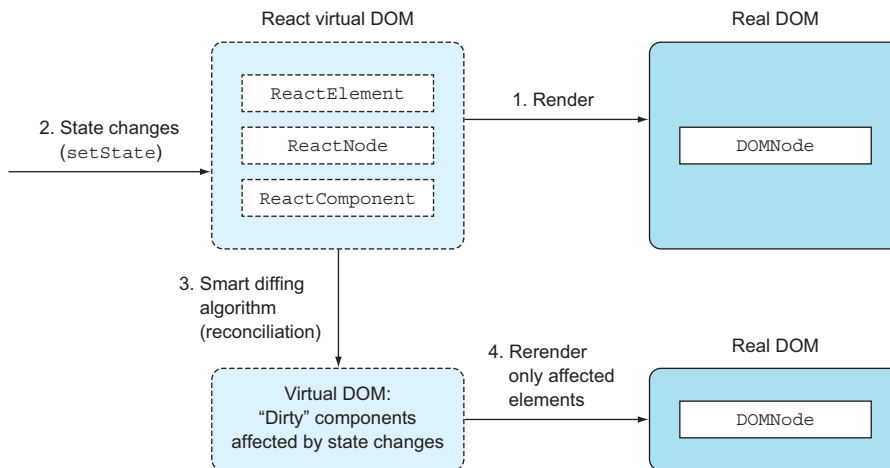 React virtual DOM
Real DOM
ReactElement
ReactNode
ReactComponent
1. Render
DOMNode
2. State changes
(setState)
3. Smart diffing
algorithm
(reconciliation)
Virtual DOM:
“Dirty” components
affected by state changes
4. Rerender
only affected
elements
Real DOM
DOMNode